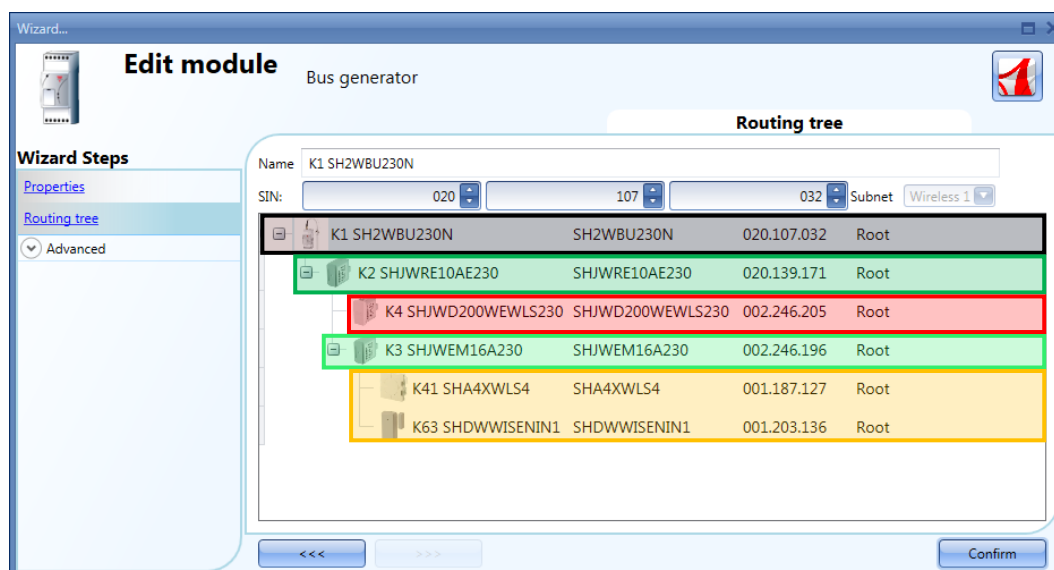 Wizard...
Edit module
Bus generator
Routing tree
Wizard Steps
Properties
Routing tree
Advanced
Name K1 SH2WBU230N
SIN: 020 107 032 Subnet Wireless 1
K1 SH2WBU230N SH2WBU230N 020.107.032 Root
K2 SHJWRE10AE230 SHJWRE10AE230 020.139.171 Root
K4 SHJWD200WEWLS230 SHJWD200WEWLS230 002.246.205 Root
K3 SHJWEM16A230 SHJWEM16A230 002.246.196 Root
K41 SHA4XWLS4 SHA4XWLS4 001.187.127 Root
K63 SHDWWISENIN1 SHDWWISENIN1 001.203.136 Root
<<< >>> Confirm